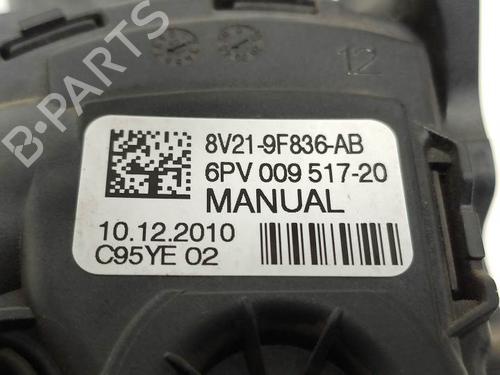 12
8V21-9F836-AB
6PV 009 517-20
MANUAL
10.12.2010
C95YE 02
B-PARTS